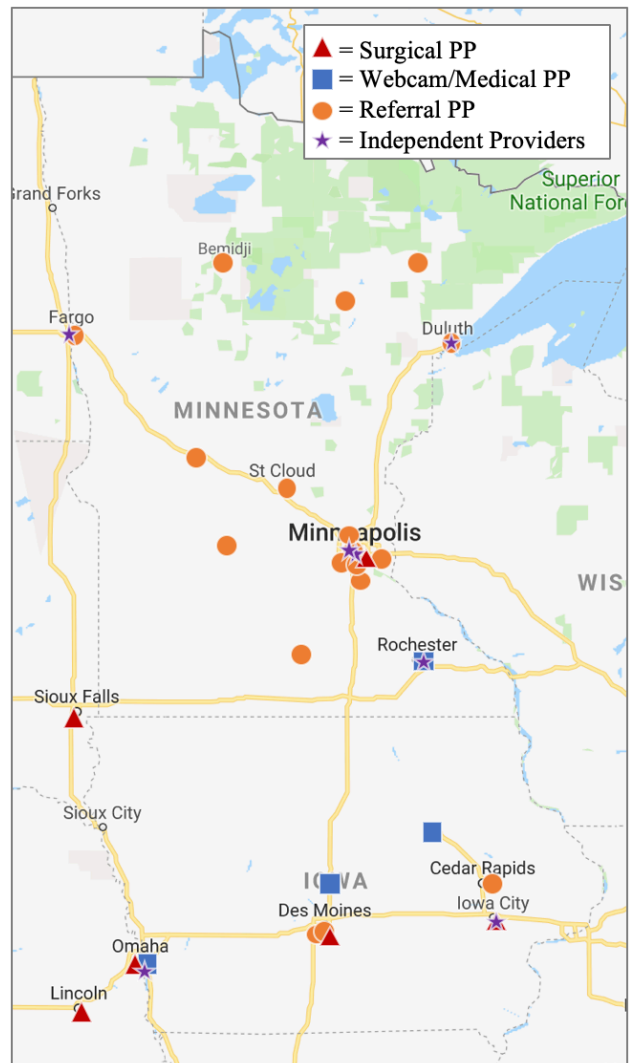 = Surgical PP
= Webcam/Medical PP
= Referral PP
= Independent Providers
Superior
National Fore
Grand Forks
Bemidji
Fargo
Duluth
MINNESOTA
St Cloud
Minneapolis
WIS
Rochester
Sioux Falls
Sioux City
Cedar Rapids
IOWA
Iowa City
Des Moines
Omaha
Lincoln